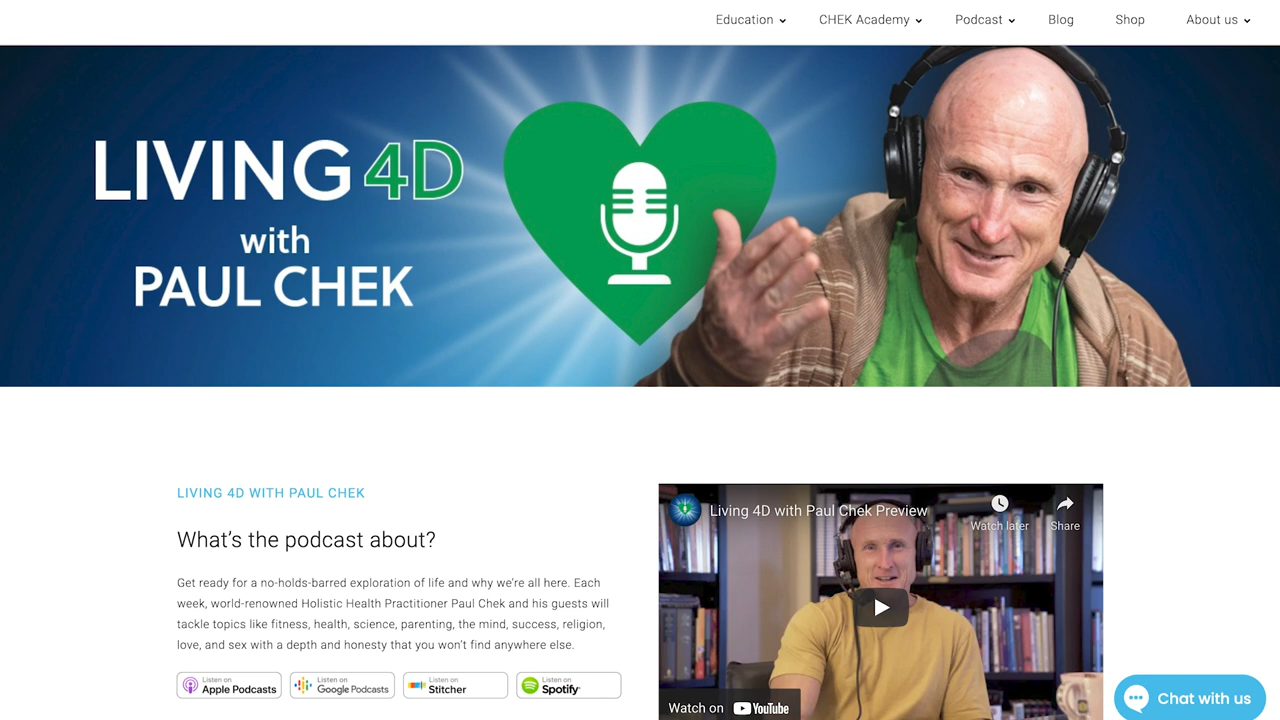 Education
CHEK Academy
Podcast
Blog
Shop
About us
LIVING 4D
with
PAUL CHEK
LIVING 4D WITH PAUL CHEK
What’s the podcast about?
Get ready for a no-holds-barred exploration of life and why we’re all here. Each
week, world-renowned Holistic Health Practitioner Paul Chek and his guests will
tackle topics like fitness, health, science, parenting, the mind, success, religion,
love, and sex with a depth and honesty that you won’t find anywhere else.
Listen on
Apple Podcasts
Listen on
Google Podcasts
Listen on
Stitcher
Listen on
Spotify
Living 4D with Paul Chek Preview
Watch later
Share
Watch on YouTube
Chat with us